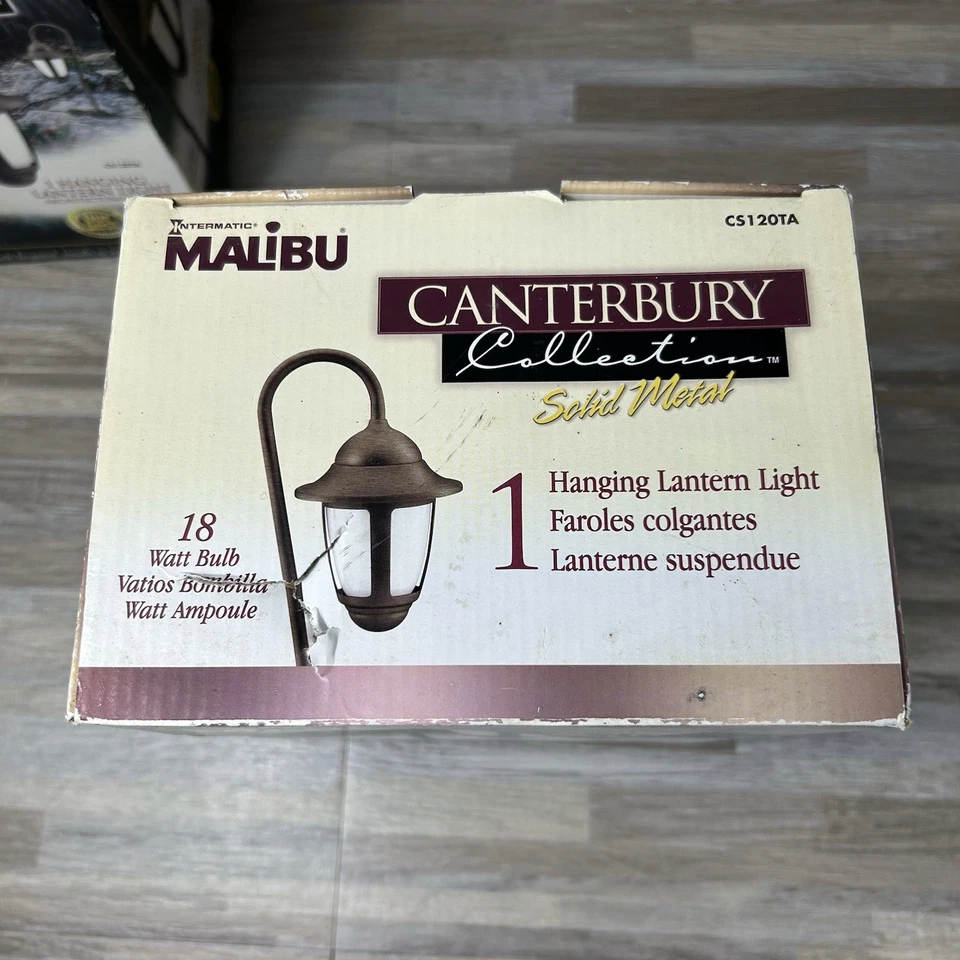 INTERMATIC®
MALiBU®
CS120TA
CANTERBURY
Collection™
Solid Metal
1
Hanging Lantern Light
Faroles colgantes
Lanterne suspendue
18
Watt Bulb
Vatios Bombilla
Watt Ampoule